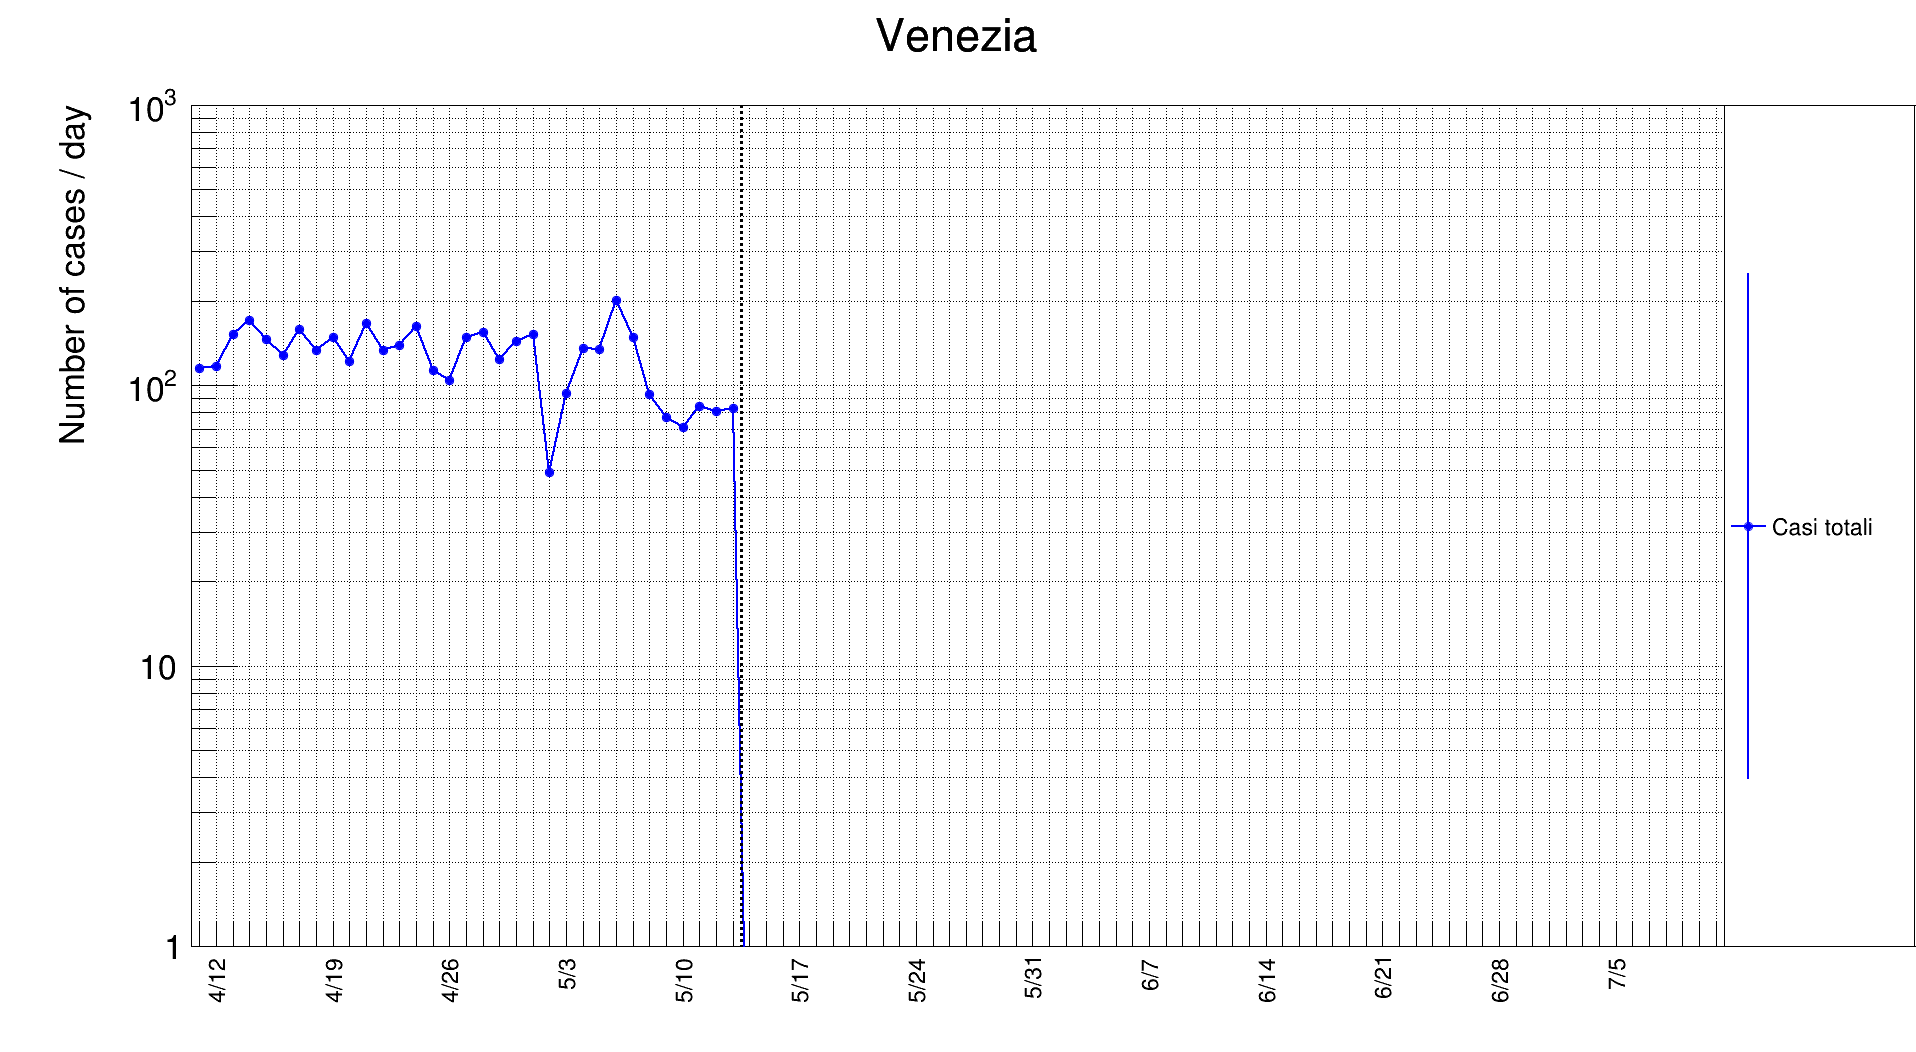 Venezia
Number of cases / day
10³
10²
10
1
4/12 4/19 4/26 5/3 5/10 5/17 5/24 5/31 6/7 6/14 6/21 6/28 7/5
Casi totali